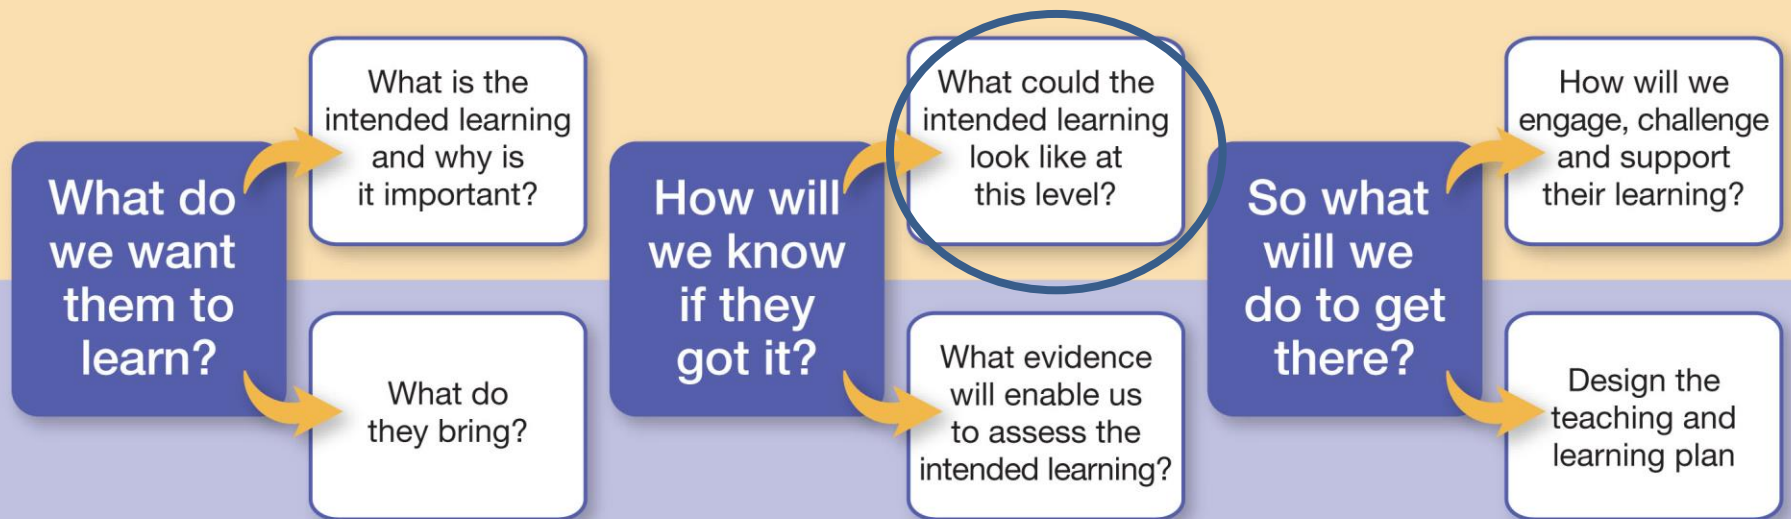 What do
we want
them to
learn?
What is the
intended learning
and why is
it important?
What do
they bring?
How will
we know
if they
got it?
What could the
intended learning
look like at
this level?
What evidence
will enable us
to assess the
intended learning?
So what
will we
do to get
there?
How will we
engage, challenge
and support
their learning?
Design the
teaching and
learning plan